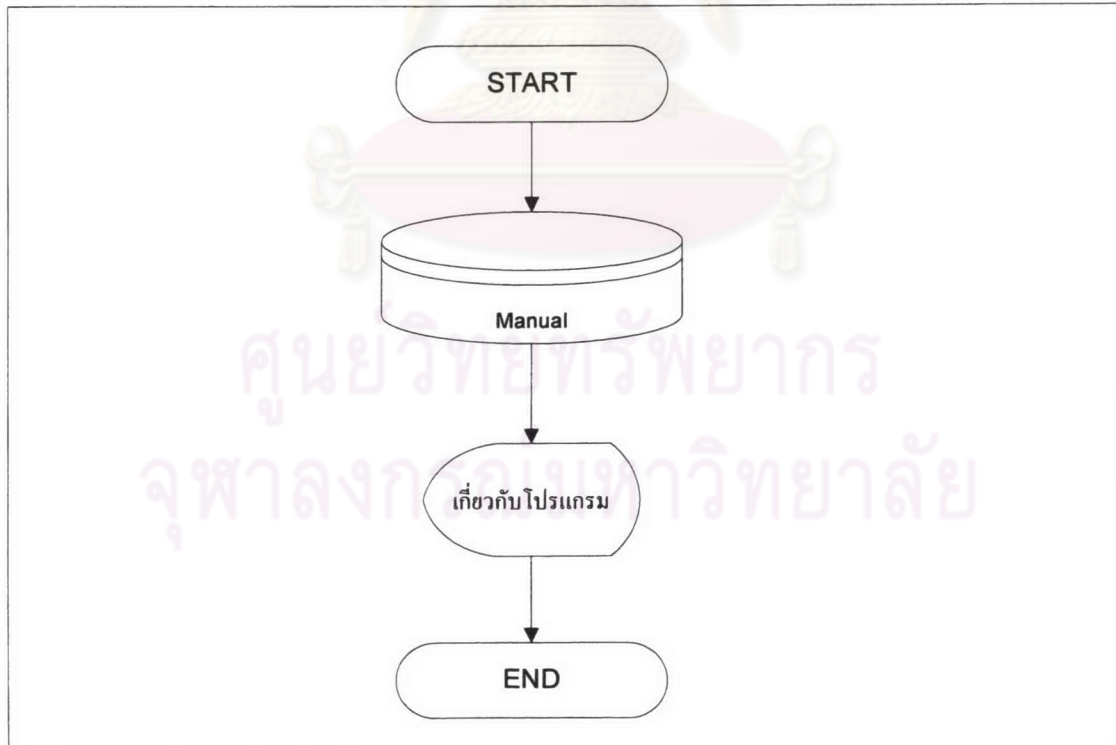 START
Manual
ศูนย์วิทยทรัพยากร
จุฬาลงกรณ์มหาวิทยาลัย
เกี่ยวกับโปรแกรม
END